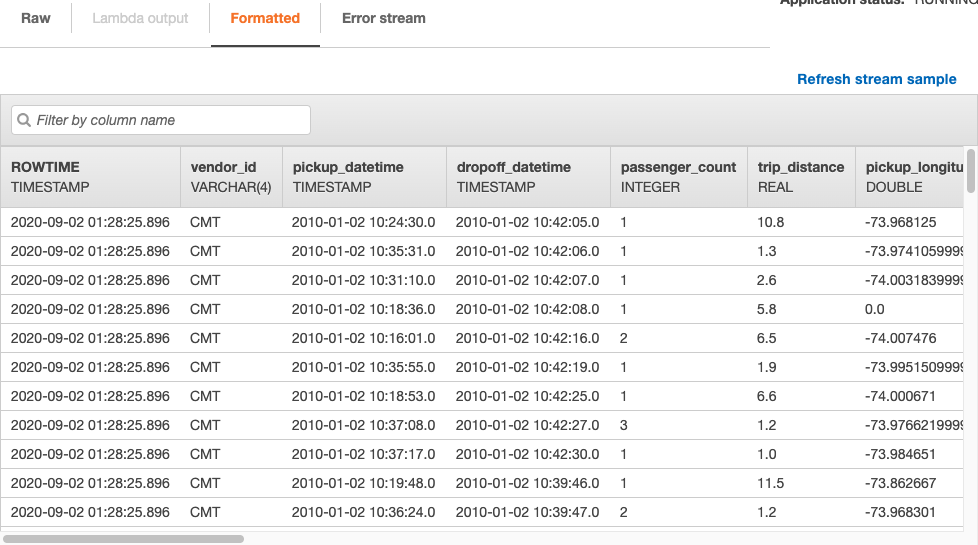 Application status: RUNNING
Raw Lambda output Formatted Error stream
Refresh stream sample
Filter by column name
ROWTIME vendor_id pickup_datetime dropoff_datetime passenger_count trip_distance pickup_longitu
TIMESTAMP VARCHAR(4) TIMESTAMP TIMESTAMP INTEGER REAL DOUBLE
2020-09-02 01:28:25.896 CMT 2010-01-02 10:24:30.0 2010-01-02 10:42:05.0 1 10.8 -73.968125
2020-09-02 01:28:25.896 CMT 2010-01-02 10:35:31.0 2010-01-02 10:42:06.0 1 1.3 -73.9741059999
2020-09-02 01:28:25.896 CMT 2010-01-02 10:31:10.0 2010-01-02 10:42:07.0 1 2.6 -74.0031839999
2020-09-02 01:28:25.896 CMT 2010-01-02 10:18:36.0 2010-01-02 10:42:08.0 1 5.8 0.0
2020-09-02 01:28:25.896 CMT 2010-01-02 10:16:01.0 2010-01-02 10:42:16.0 2 6.5 -74.007476
2020-09-02 01:28:25.896 CMT 2010-01-02 10:35:55.0 2010-01-02 10:42:19.0 1 1.9 -73.9951509999
2020-09-02 01:28:25.896 CMT 2010-01-02 10:18:53.0 2010-01-02 10:42:25.0 1 6.6 -74.000671
2020-09-02 01:28:25.896 CMT 2010-01-02 10:37:08.0 2010-01-02 10:42:27.0 3 1.2 -73.9766219999
2020-09-02 01:28:25.896 CMT 2010-01-02 10:37:17.0 2010-01-02 10:42:30.0 1 1.0 -73.984651
2020-09-02 01:28:25.896 CMT 2010-01-02 10:19:48.0 2010-01-02 10:39:46.0 1 11.5 -73.862667
2020-09-02 01:28:25.896 CMT 2010-01-02 10:36:24.0 2010-01-02 10:39:47.0 2 1.2 -73.968301